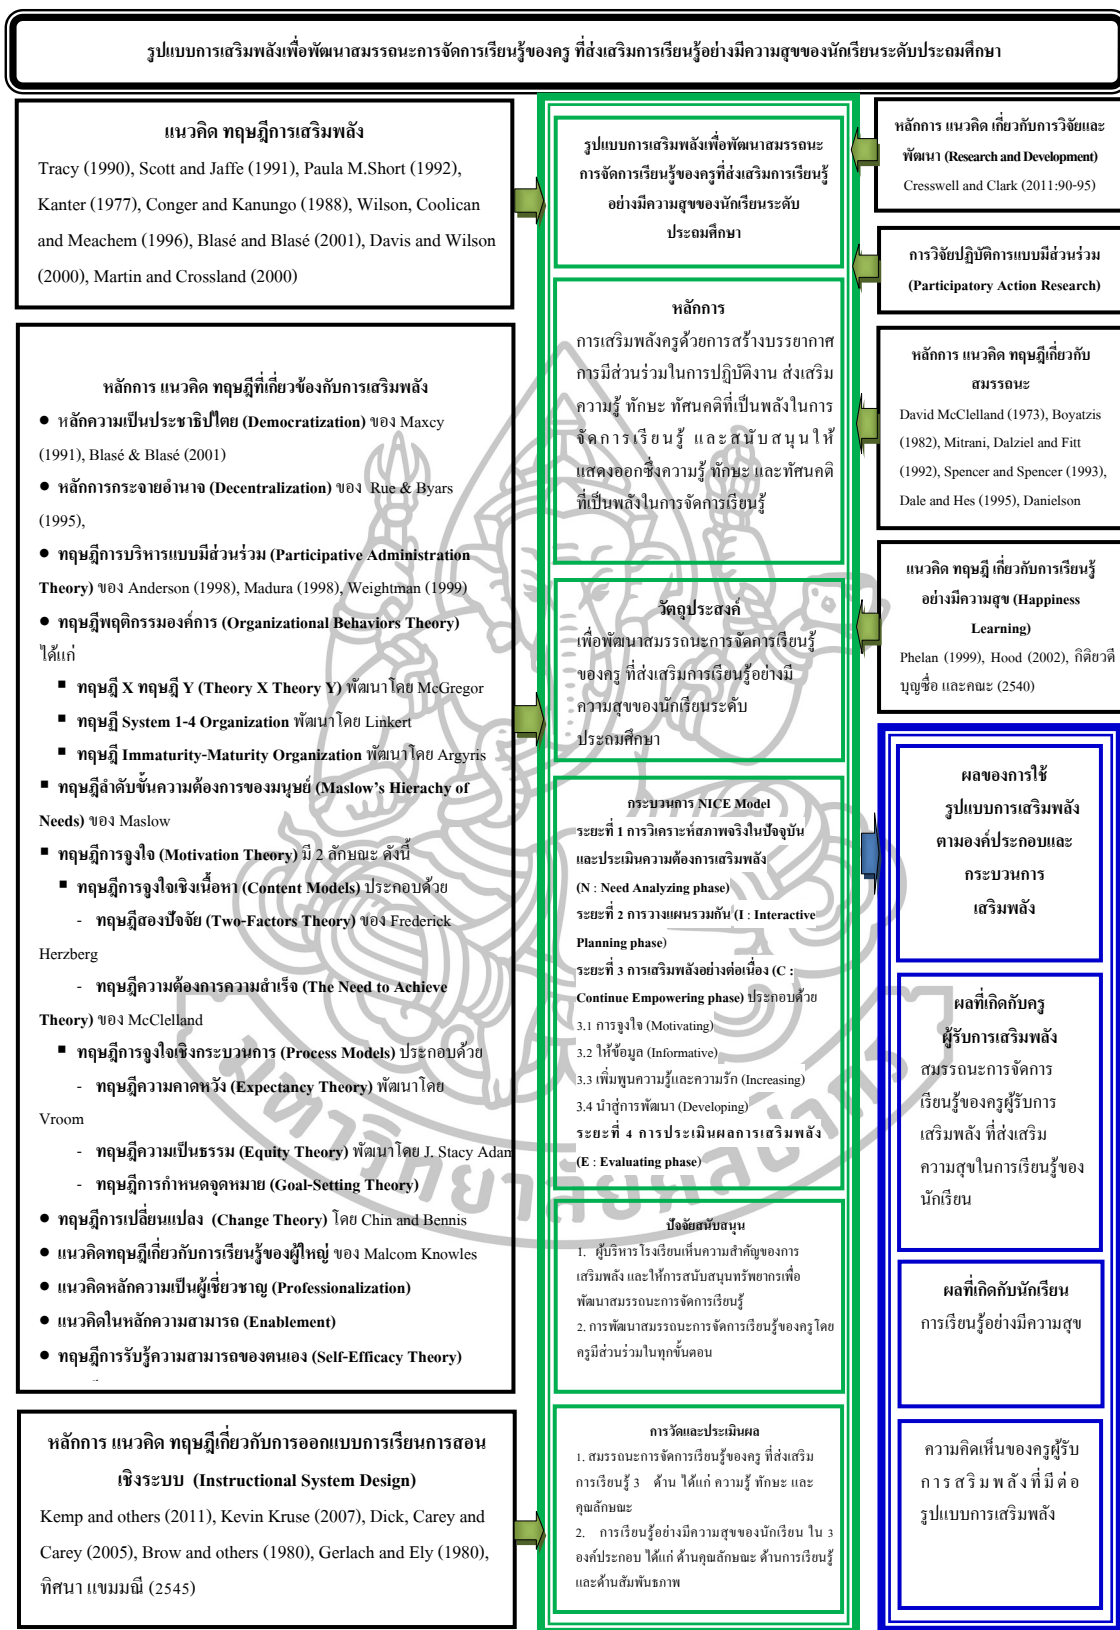 รูปแบบการเสริมพลังเพื่อพัฒนาสมรรถนะการจัดการเรียนรู้ของครู ที่ส่งเสริมการเรียนรู้อย่างมีความสุขของนักเรียนระดับประถมศึกษา
แนวคิด ทฤษฎีการเสริมพลัง
Tracy (1990), Scott and Jaffe (1991), Paula M.Short (1992),
Kanter (1977), Conger and Kanungo (1988), Wilson, Coolican
and Meachem (1996), Blasé and Blasé (2001), Davis and Wilson
(2000), Martin and Crossland (2000)
หลักการ แนวคิด ทฤษฎีที่เกี่ยวข้องกับการเสริมพลัง
● หลักความเป็นประชาธิปไตย (Democratization) ของ Maxcy
(1991), Blasé & Blasé (2001)
● หลักการกระจายอำนาจ (Decentralization) ของ Rue & Byars
(1995),
● ทฤษฎีการบริหารแบบมีส่วนร่วม (Participative Administration
Theory) ของ Anderson (1998), Madura (1998), Weightman (1999)
● ทฤษฎีพฤติกรรมองค์การ (Organizational Behaviors Theory)
ได้แก่
■ ทฤษฎี X ทฤษฎี Y (Theory X Theory Y) พัฒนาโดย McGregor
■ ทฤษฏี System 1-4 Organization พัฒนาโดย Linkert
■ ทฤษฎี Immaturity-Maturity Organization พัฒนาโดย Argyris
■ ทฤษฎีลำดับขั้นความต้องการของมนุษย์ (Maslow's Hierachy of
Needs) ของ Maslow
■ ทฤษฎีการจูงใจ (Motivation Theory) มี 2 ลักษณะ ดังนี้
■ ทฤษฎีการจูงใจเชิงเนื้อหา (Content Models) ประกอบด้วย
- ทฤษฎีสองปัจจัย (Two-Factors Theory) ของ Frederick
Herzberg
- ทฤษฎีความต้องการความสำเร็จ (The Need to Achieve
Theory) ของ McClelland
■ ทฤษฎีการจูงใจเชิงกระบวนการ (Process Models) ประกอบด้วย
- ทฤษฎีความคาดหวัง (Expectancy Theory) พัฒนาโดย
Vroom
- ทฤษฎีความเป็นธรรม (Equity Theory) พัฒนาโดย J. Stacy Adam
- ทฤษฎีการกำหนดจุดหมาย (Goal-Setting Theory)
● ทฤษฎีการเปลี่ยนแปลง (Change Theory) โดย Chin and Bennis
● แนวคิดทฤษฎีเกี่ยวกับการเรียนรู้ของผู้ใหญ่ ของ Malcom Knowles
● แนวคิดหลักความเป็นผู้เชี่ยวชาญ (Professionalization)
● แนวคิดในหลักความสามารถ (Enablement)
● ทฤษฎีการรับรู้ความสามารถของตนเอง (Self-Efficacy Theory)
หลักการ แนวคิด ทฤษฎีเกี่ยวกับการออกแบบการเรียนการสอน
เชิงระบบ (Instructional System Design)
Kemp and others (2011), Kevin Kruse (2007), Dick, Carey and
Carey (2005), Brow and others (1980), Gerlach and Ely (1980),
ทิศนา แขมมณี (2545)
รูปแบบการเสริมพลังเพื่อพัฒนาสมรรถนะ
การจัดการเรียนรู้ของครูที่ส่งเสริมการเรียนรู้
อย่างมีความสุขของนักเรียนระดับ
ประถมศึกษา
หลักการ
การเสริมพลังครูด้วยการสร้างบรรยากาศ
การมีส่วนร่วมในการปฏิบัติงาน ส่งเสริม
ความรู้ ทักษะ ทัศนคติที่เป็นพลังในการ
จัดการเรียนรู้ และสนับสนุนให้
แสดงออกซึ่งความรู้ ทักษะ และทัศนคติ
ที่เป็นพลังในการจัดการเรียนรู้
วัตถุประสงค์
เพื่อพัฒนาสมรรถนะการจัดการเรียนรู้
ของครู ที่ส่งเสริมการเรียนรู้อย่างมี
ความสุขของนักเรียนระดับ
ประถมศึกษา
กระบวนการ NICE Model
ระยะที่ 1 การวิเคราะห์สภาพจริงในปัจจุบัน
และประเมินความต้องการเสริมพลัง
(N : Need Analyzing phase)
ระยะที่ 2 การวางแผนรวมกัน (I : Interactive
Planning phase)
ระยะที่ 3 การเสริมพลังอย่างต่อเนื่อง (C :
Continue Empowering phase) ประกอบด้วย
3.1 การจูงใจ (Motivating)
3.2 ให้ข้อมูล (Informative)
3.3 เพิ่มพูนความรู้และความรัก (Increasing)
3.4 นำสู่การพัฒนา (Developing)
ระยะที่ 4 การประเมินผลการเสริมพลัง
(E : Evaluating phase)
ปัจจัยสนับสนุน
1. ผู้บริหารโรงเรียนเห็นความสำคัญของการ
เสริมพลัง และให้การสนับสนุนทรัพยากรเพื่อ
พัฒนาสมรรถนะการจัดการเรียนรู้
2. การพัฒนาสมรรถนะการจัดการเรียนรู้ของครูโดย
ครูมีส่วนร่วมในทุกขั้นตอน
การวัดและประเมินผล
1. สมรรถนะการจัดการเรียนรู้ของครู ที่ส่งเสริม
การเรียนรู้ 3 ด้าน ได้แก่ ความรู้ ทักษะ และ
คุณลักษณะ
2. การเรียนรู้อย่างมีความสุขของนักเรียน ใน 3
องค์ประกอบ ได้แก่ ด้านคุณลักษณะ ด้านการเรียนรู้
และด้านสัมพันธภาพ
หลักการ แนวคิด เกี่ยวกับการวิจัยและ
พัฒนา (Research and Development)
Cresswell and Clark (2011:90-95)
การวิจัยปฏิบัติการแบบมีส่วนร่วม
(Participatory Action Research)
หลักการ แนวคิด ทฤษฎีเกี่ยวกับ
สมรรถนะ
David McClelland (1973), Boyatzis
(1982), Mitrani, Dalziel and Fitt
(1992), Spencer and Spencer (1993),
Dale and Hes (1995), Danielson
แนวคิด ทฤษฎี เกี่ยวกับการเรียนรู้
อย่างมีความสุข (Happiness
Learning)
Phelan (1999), Hood (2002), กิติยวดี
บุญซื่อ และคณะ (2540)
ผลของการใช้
รูปแบบการเสริมพลัง
ตามองค์ประกอบและ
กระบวนการ
เสริมพลัง
ผลที่เกิดกับครู
ผู้รับการเสริมพลัง
สมรรถนะการจัดการ
เรียนรู้ของครูผู้รับการ
เสริมพลัง ที่ส่งเสริม
ความสุขในการเรียนรู้ของ
นักเรียน
ผลที่เกิดกับนักเรียน
การเรียนรู้อย่างมีความสุข
ความคิดเห็นของครูผู้รับ
การสริมพลังที่มีต่อ
รูปแบบการเสริมพลัง
มหาวิทยาลัยศิลปากร